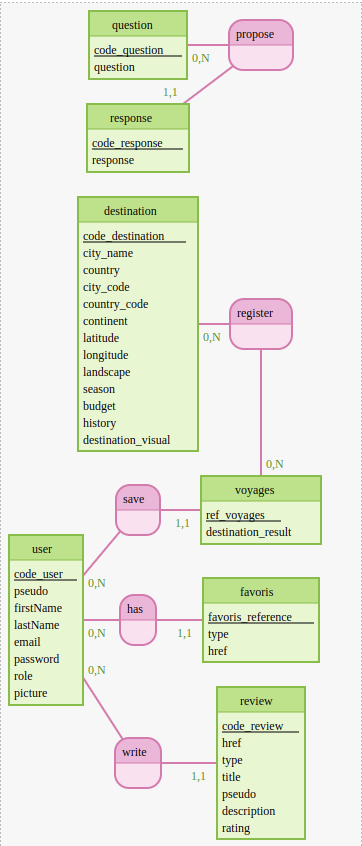 question
code_question
question
propose
0,N
1,1
response
code_response
response
destination
code_destination
city_name
country
city_code
country_code
continent
latitude
longitude
landscape
season
budget
history
destination_visual
register
0,N
0,N
voyages
ref_voyages
destination_result
save
1,1
user
code_user
pseudo
firstName
lastName
email
password
role
picture
0,N
has
0,N
1,1
favoris
favoris_reference
type
href
0,N
write
1,1
review
code_review
href
type
title
pseudo
description
rating